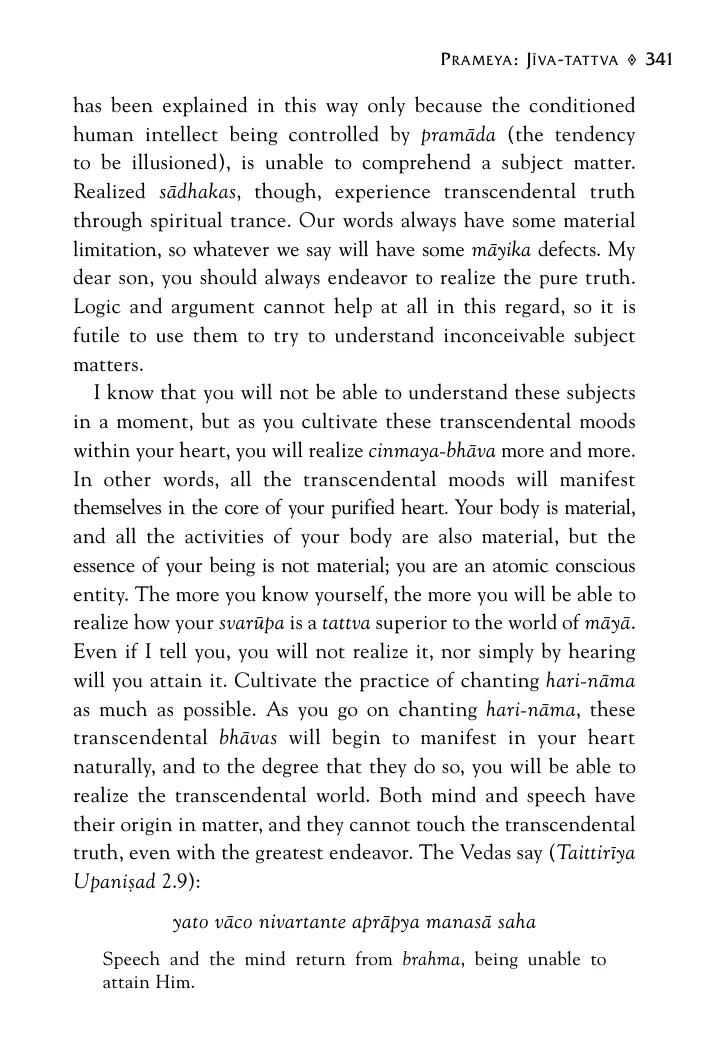 PRAMEYA: JĪVA-TATTVA ◊ 341
has been explained in this way only because the conditioned
human intellect being controlled by pramāda (the tendency
to be illusioned), is unable to comprehend a subject matter.
Realized sādhakas, though, experience transcendental truth
through spiritual trance. Our words always have some material
limitation, so whatever we say will have some māyika defects. My
dear son, you should always endeavor to realize the pure truth.
Logic and argument cannot help at all in this regard, so it is
futile to use them to try to understand inconceivable subject
matters.
I know that you will not be able to understand these subjects
in a moment, but as you cultivate these transcendental moods
within your heart, you will realize cinmaya-bhāva more and more.
In other words, all the transcendental moods will manifest
themselves in the core of your purified heart. Your body is material,
and all the activities of your body are also material, but the
essence of your being is not material; you are an atomic conscious
entity. The more you know yourself, the more you will be able to
realize how your svarūpa is a tattva superior to the world of māyā.
Even if I tell you, you will not realize it, nor simply by hearing
will you attain it. Cultivate the practice of chanting hari-nāma
as much as possible. As you go on chanting hari-nāma, these
transcendental bhāvas will begin to manifest in your heart
naturally, and to the degree that they do so, you will be able to
realize the transcendental world. Both mind and speech have
their origin in matter, and they cannot touch the transcendental
truth, even with the greatest endeavor. The Vedas say (Taittirīya
Upaniṣad 2.9):
yato vāco nivartante aprāpya manasā saha
Speech and the mind return from brahma, being unable to
attain Him.